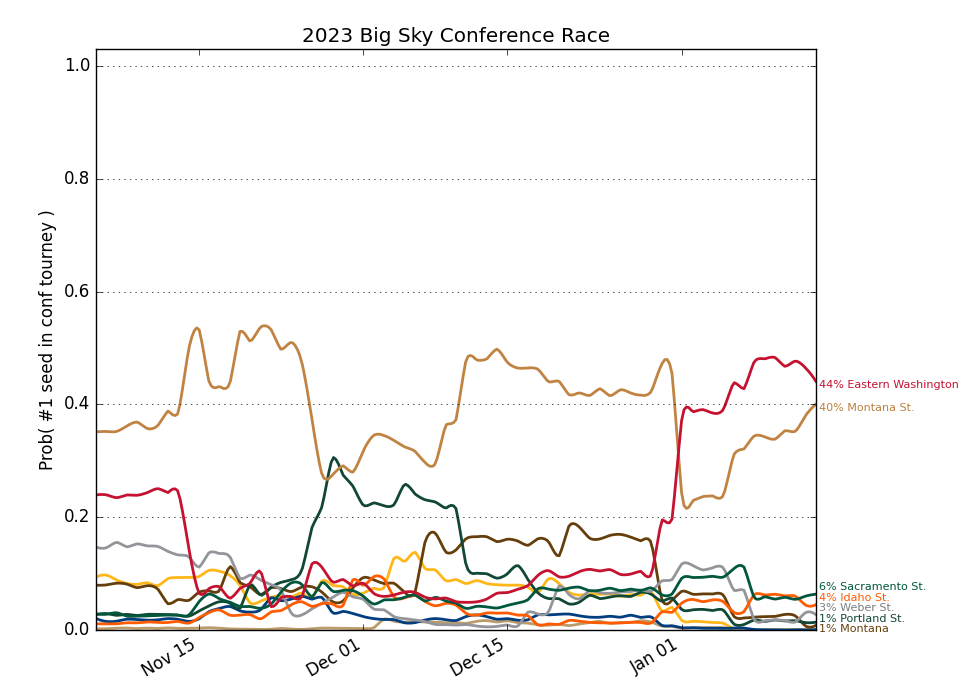 2023 Big Sky Conference Race
Prob( #1 seed in conf tourney )
1.0
0.8
0.6
0.4
0.2
0.0
Nov 15
Dec 01
Dec 15
Jan 01
44% Eastern Washington
40% Montana St.
6% Sacramento St.
4% Idaho St.
3% Weber St.
1% Portland St.
1% Montana